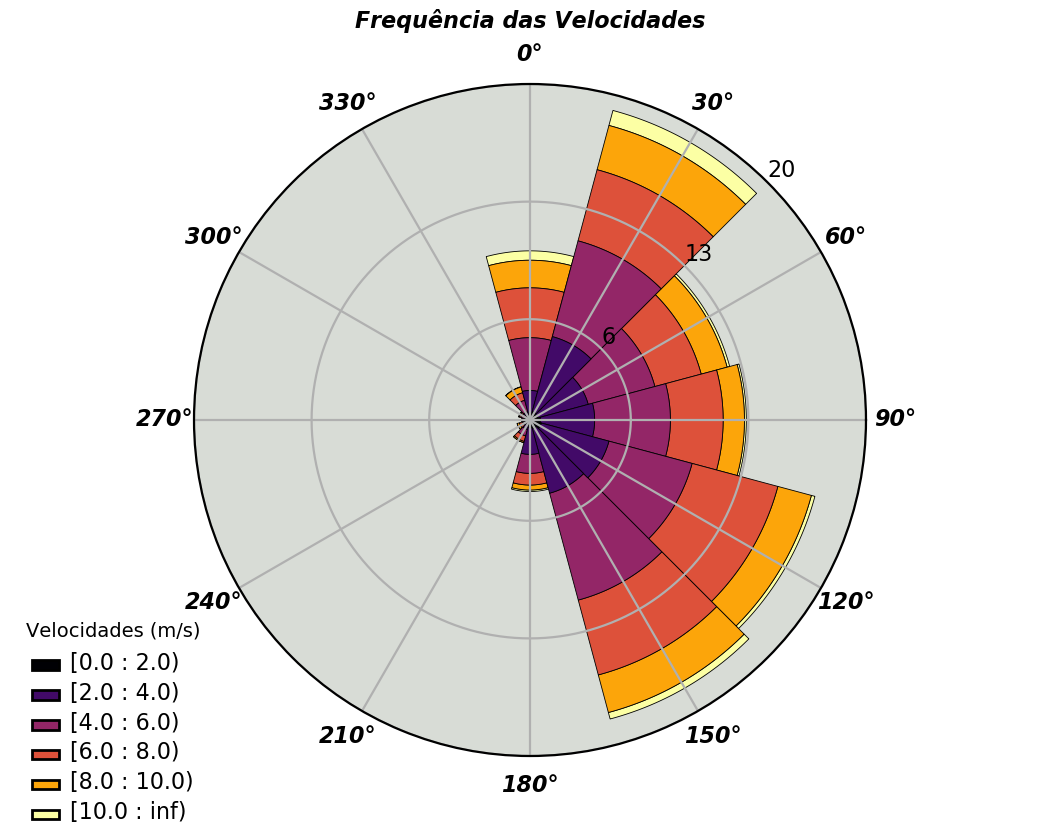 Frequência das Velocidades
0°
330°
30°
20
300°
60°
13
6
270°
90°
240°
120°
210°
150°
180°
Velocidades (m/s)
[0.0 : 2.0)
[2.0 : 4.0)
[4.0 : 6.0)
[6.0 : 8.0)
[8.0 : 10.0)
[10.0 : inf)